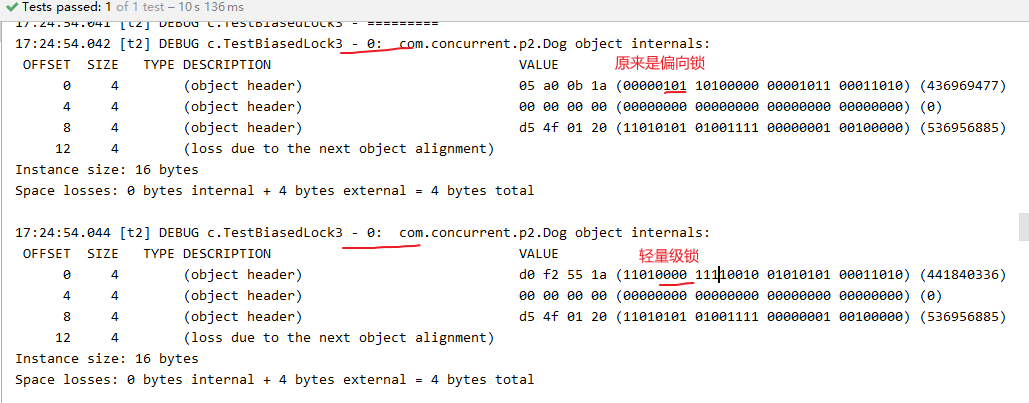 Tests passed: 1 of 1 test – 10 s 136 ms
17:24:54.041 [t2] DEBUG c.TestBiasedLock3 - =========
17:24:54.042 [t2] DEBUG c.TestBiasedLock3 - 0:  com.concurrent.p2.Dog object internals:
OFFSET SIZE TYPE DESCRIPTION VALUE 原来是偏向锁
0 4 (object header) 05 a0 0b 1a (00000101 10100000 00001011 00011010) (436969477)
4 4 (object header) 00 00 00 00 (00000000 00000000 00000000 00000000) (0)
8 4 (object header) d5 4f 01 20 (11010101 01001111 00000001 00100000) (536956885)
12 4 (loss due to the next object alignment)
Instance size: 16 bytes
Space losses: 0 bytes internal + 4 bytes external = 4 bytes total
17:24:54.044 [t2] DEBUG c.TestBiasedLock3 - 0:  com.concurrent.p2.Dog object internals:
OFFSET SIZE TYPE DESCRIPTION VALUE 轻量级锁
0 4 (object header) d0 f2 55 1a (11010000 11110010 01010101 00011010) (441840336)
4 4 (object header) 00 00 00 00 (00000000 00000000 00000000 00000000) (0)
8 4 (object header) d5 4f 01 20 (11010101 01001111 00000001 00100000) (536956885)
12 4 (loss due to the next object alignment)
Instance size: 16 bytes
Space losses: 0 bytes internal + 4 bytes external = 4 bytes total